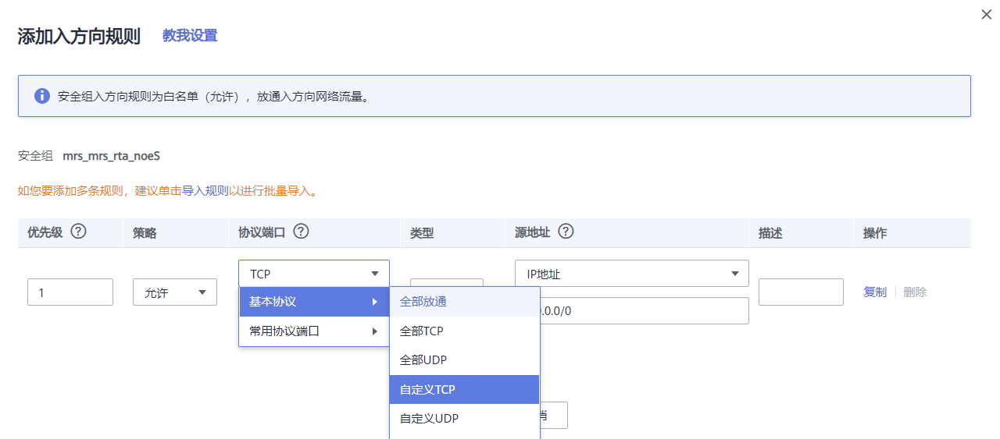 添加入方向规则 教我设置
安全组入方向规则为白名单（允许），放通入方向网络流量。
安全组 mrs_mrs_rta_noeS
如您要添加多条规则，建议单击导入规则以进行批量导入。
优先级 策略 协议端口 类型 源地址 描述 操作
1 允许 TCP IP地址 复制 删除
基本协议 全部放通 .0.0/0
常用协议端口 全部TCP
全部UDP
自定义TCP
自定义UDP